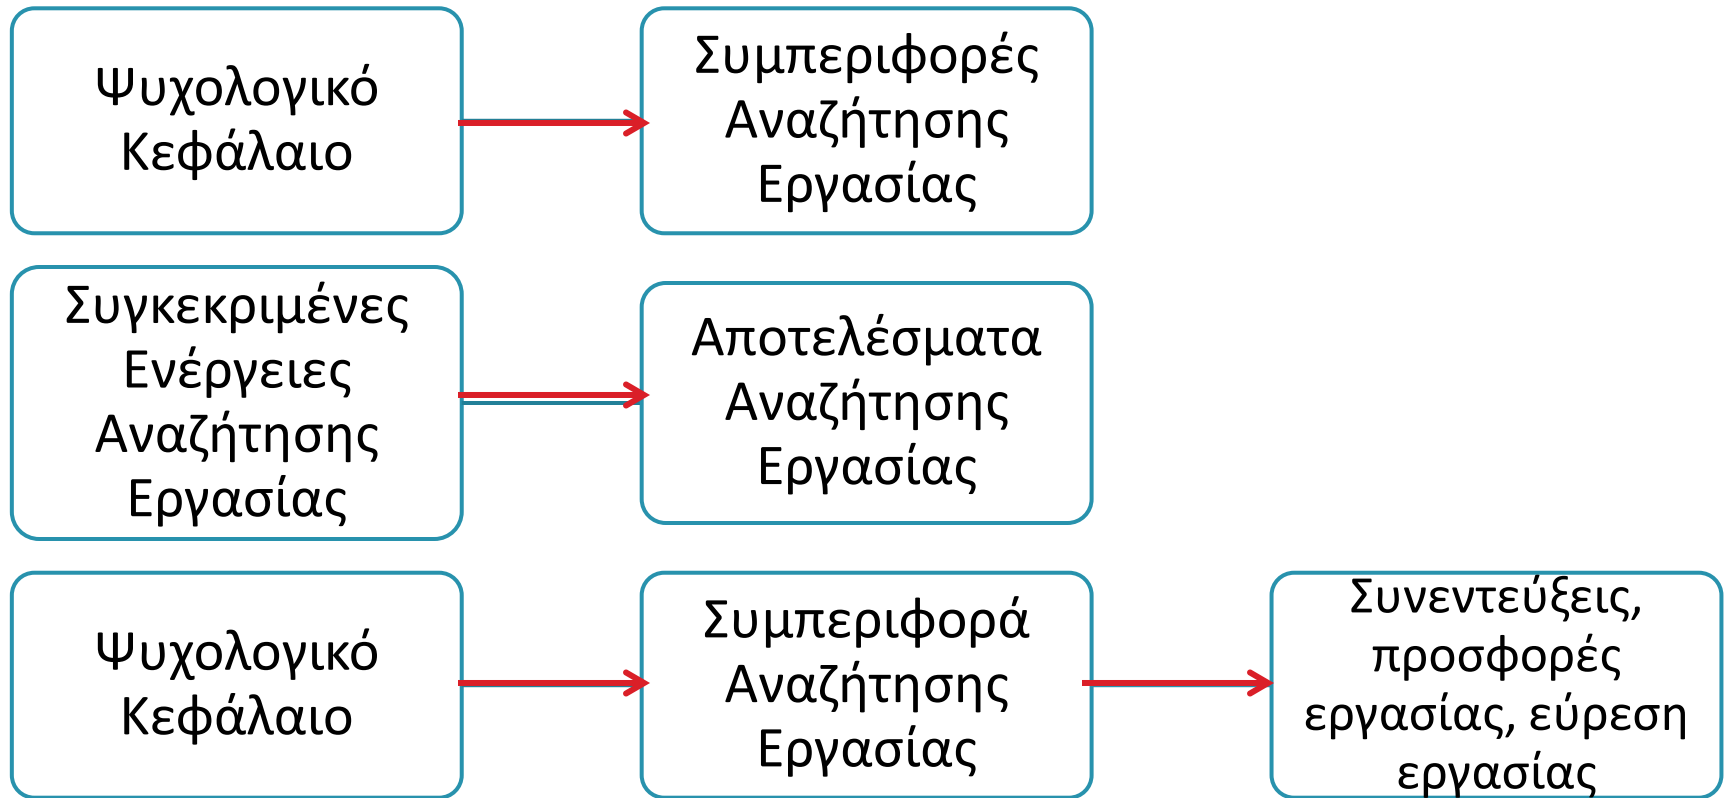 Ψυχολογικό
Κεφάλαιο
Συμπεριφορές
Αναζήτησης
Εργασίας
Συγκεκριμένες
Ενέργειες
Αναζήτησης
Εργασίας
Αποτελέσματα
Αναζήτησης
Εργασίας
Ψυχολογικό
Κεφάλαιο
Συμπεριφορά
Αναζήτησης
Εργασίας
Συνεντεύξεις,
προσφορές
εργασίας, εύρεση
εργασίας